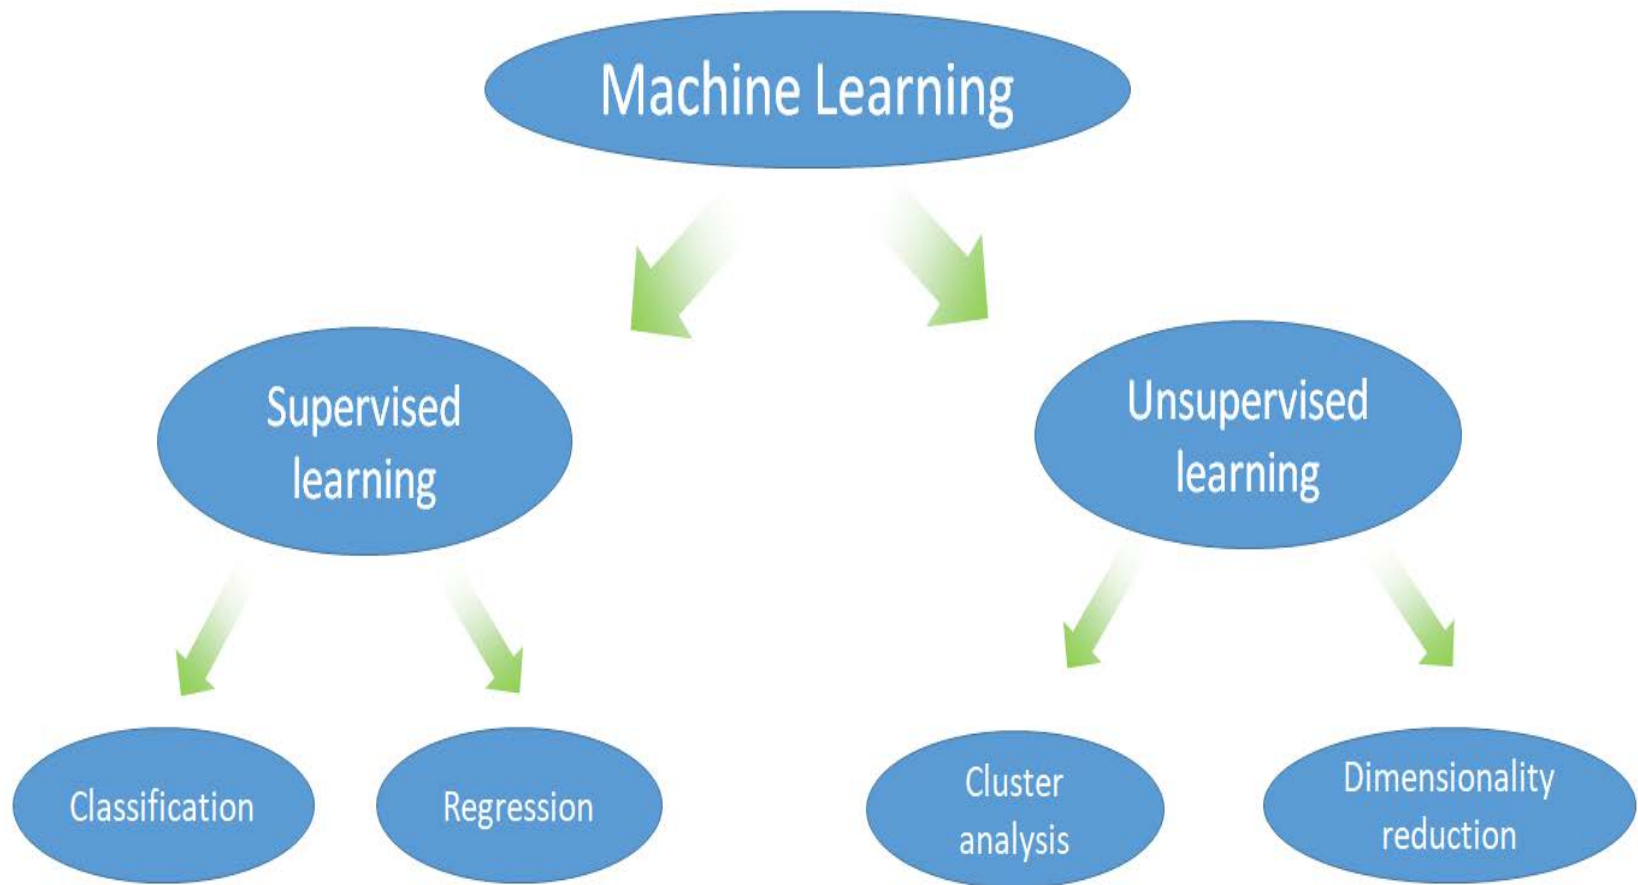 Machine Learning
Supervised
learning
Unsupervised
learning
Classification
Regression
Cluster
analysis
Dimensionality
reduction